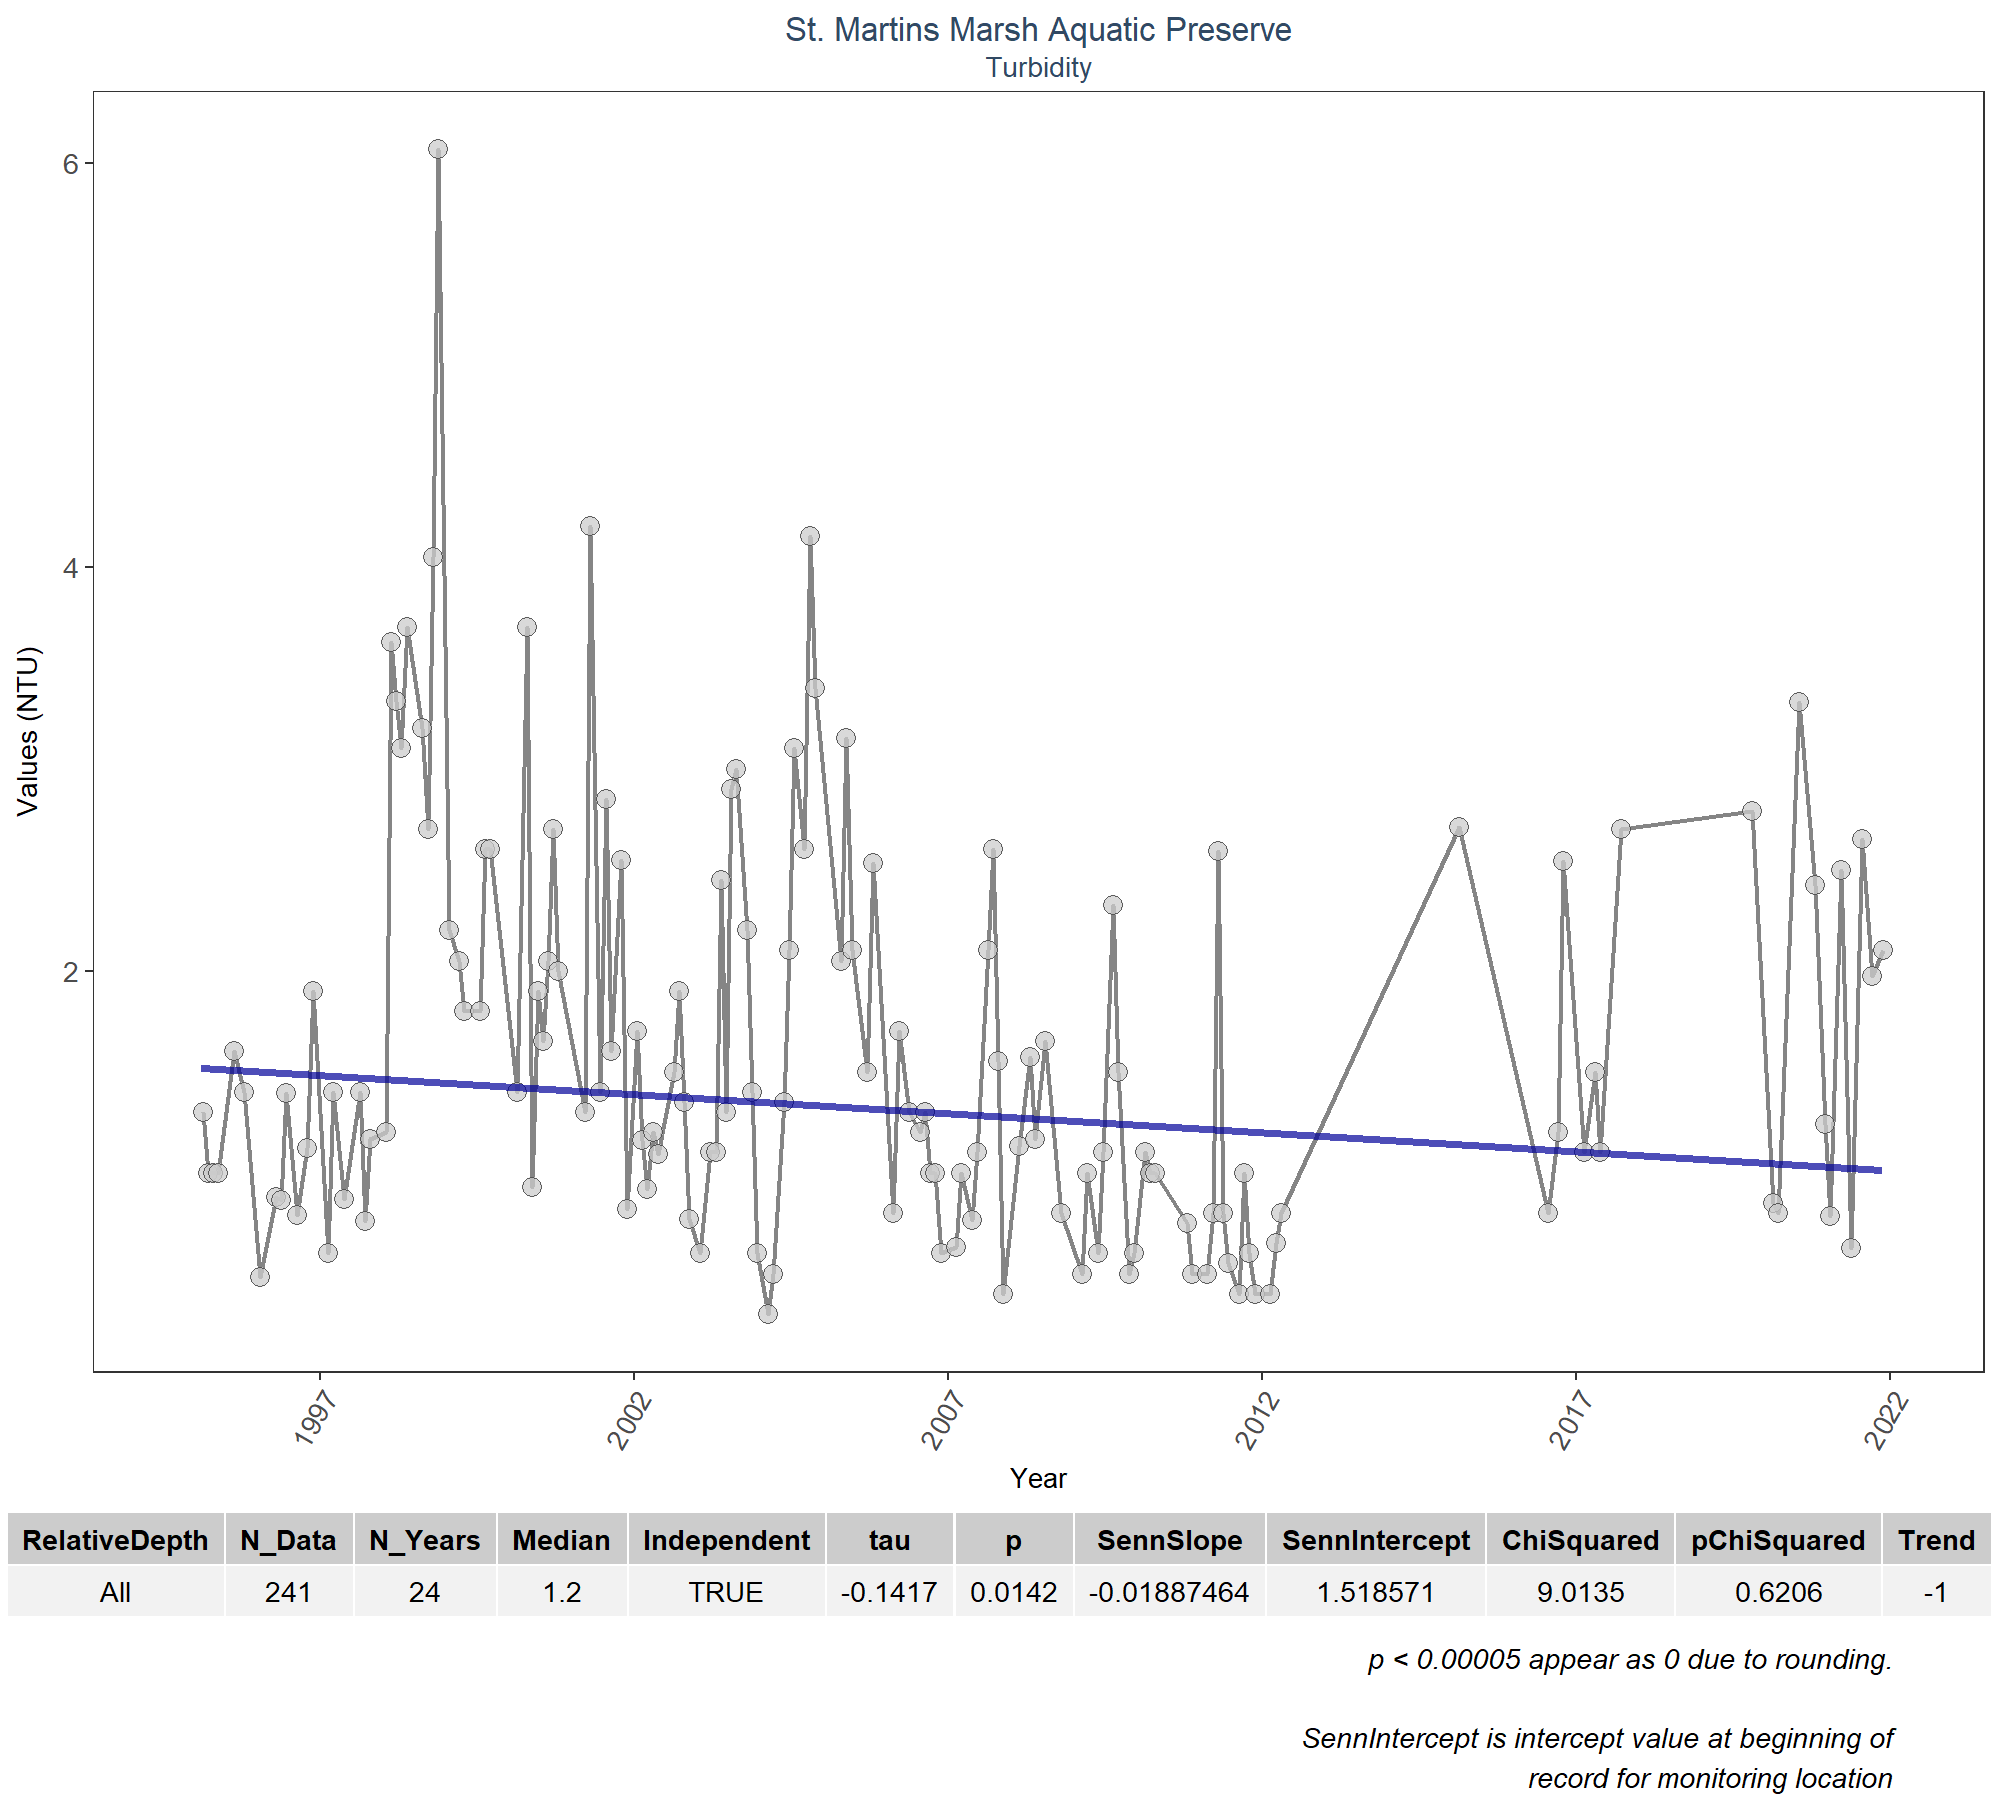 St. Martins Marsh Aquatic Preserve
Turbidity
6
4
2
Values (NTU)
1997 2002 2007 2012 2017 2022
Year
RelativeDepth N_Data N_Years Median Independent tau p SennSlope SennIntercept ChiSquared pChiSquared Trend
All 241 24 1.2 TRUE -0.1417 0.0142 -0.01887464 1.518571 9.0135 0.6206 -1
p < 0.00005 appear as 0 due to rounding.
SennIntercept is intercept value at beginning of
record for monitoring location